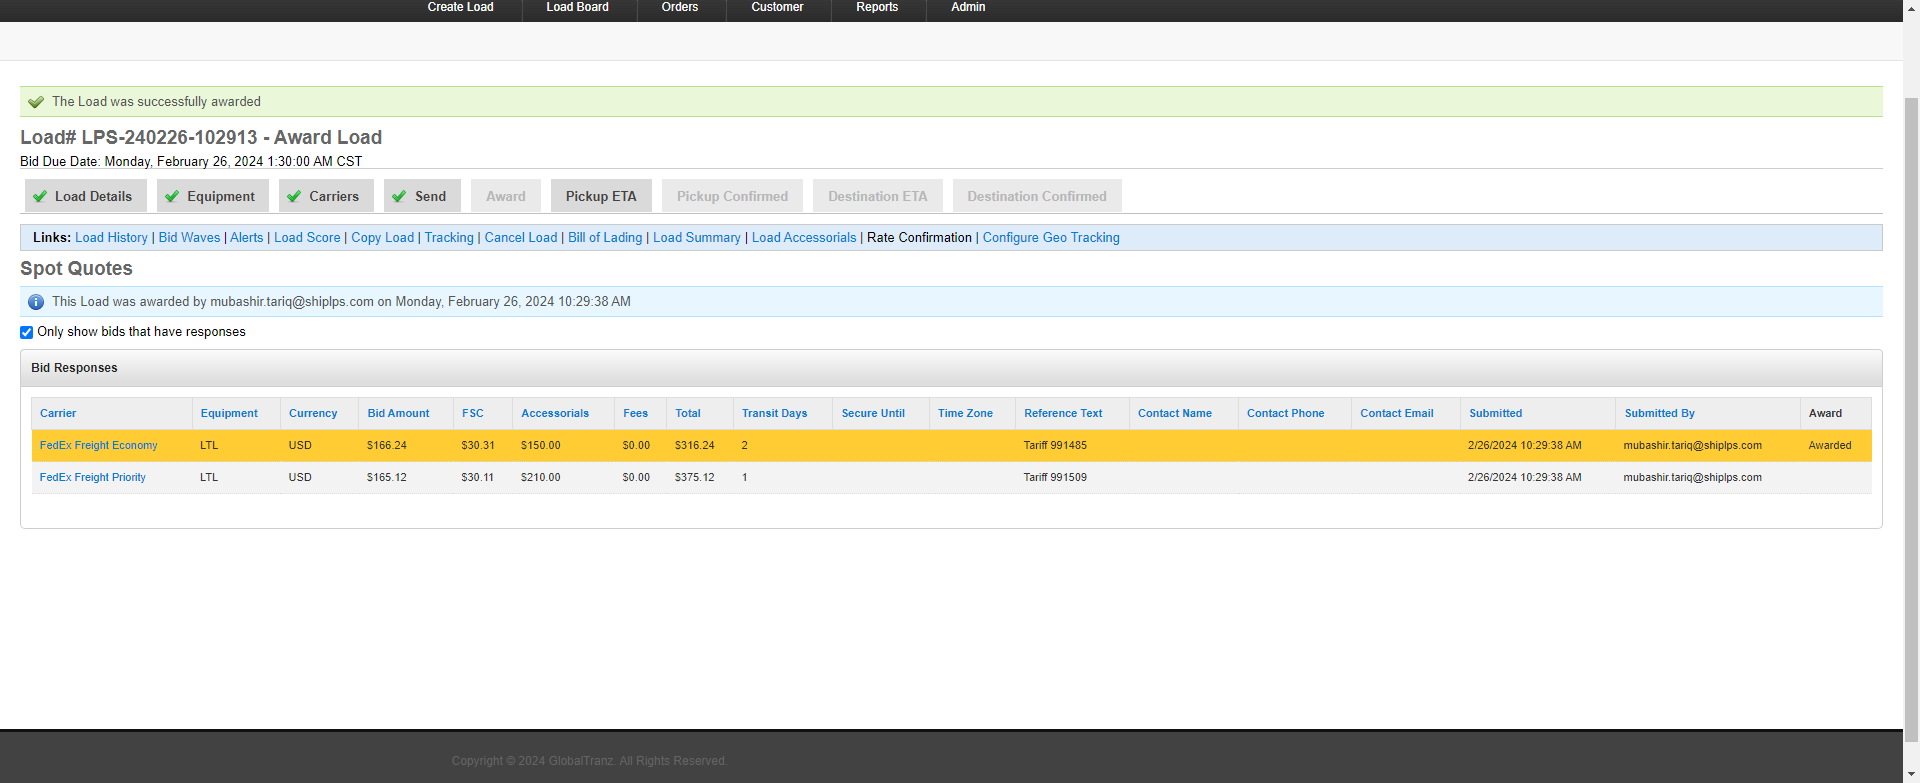 Create Load Load Board Orders Customer Reports Admin
The Load was successfully awarded
Load# LPS-240226-102913 - Award Load
Bid Due Date: Monday, February 26, 2024 1:30:00 AM CST
Load Details Equipment Carriers Send Award Pickup ETA Pickup Confirmed Destination ETA Destination Confirmed
Links: Load History | Bid Waves | Alerts | Load Score | Copy Load | Tracking | Cancel Load | Bill of Lading | Load Summary | Load Accessorials | Rate Confirmation | Configure Geo Tracking
Spot Quotes
This Load was awarded by mubashir.tariq@shiplps.com on Monday, February 26, 2024 10:29:38 AM
Only show bids that have responses
Bid Responses
Carrier Equipment Currency Bid Amount FSC Accessorials Fees Total Transit Days Secure Until Time Zone Reference Text Contact Name Contact Phone Contact Email Submitted Submitted By Award
FedEx Freight Economy LTL USD $166.24 $30.31 $150.00 $0.00 $316.24 2 Tariff 991485 2/26/2024 10:29:38 AM mubashir.tariq@shiplps.com Awarded
FedEx Freight Priority LTL USD $165.12 $30.11 $210.00 $0.00 $375.12 1 Tariff 991509 2/26/2024 10:29:38 AM mubashir.tariq@shiplps.com
Copyright © 2024 GlobalTranz. All Rights Reserved.